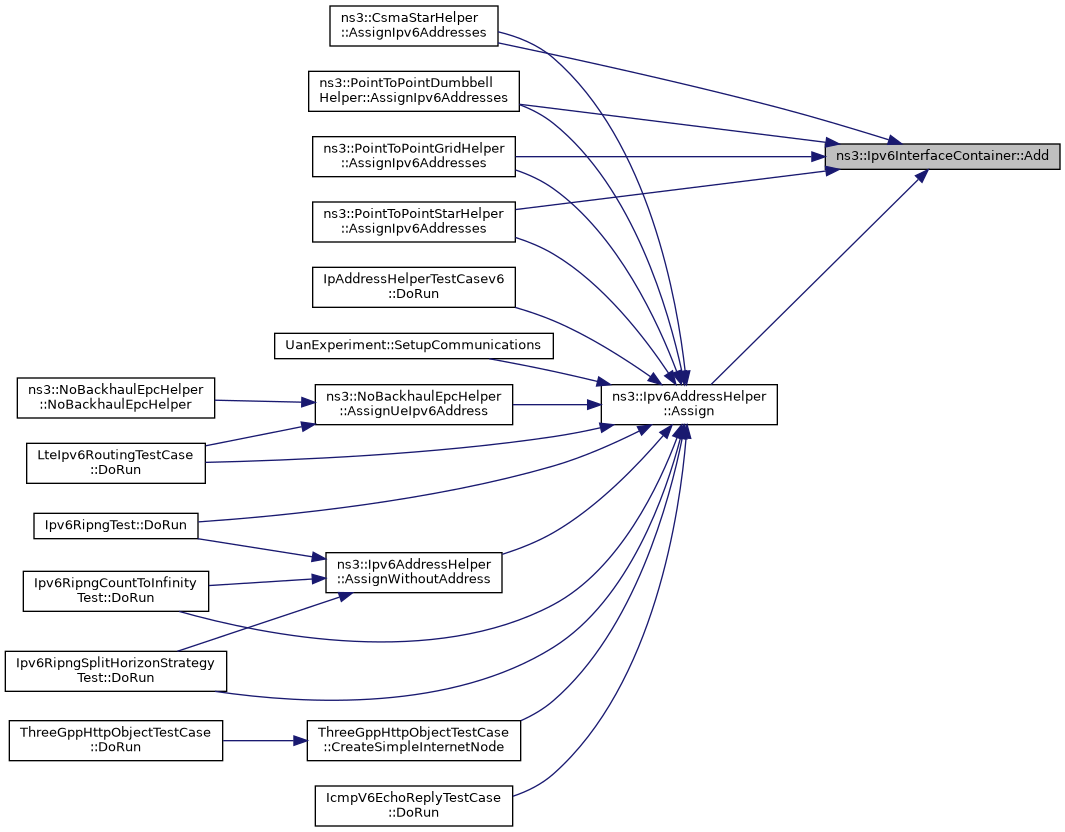 ns3::CsmaStarHelper
::AssignIpv6Addresses
ns3::PointToPointDumbbell
Helper::AssignIpv6Addresses
ns3::PointToPointGridHelper
::AssignIpv6Addresses
ns3::Ipv6InterfaceContainer::Add
ns3::PointToPointStarHelper
::AssignIpv6Addresses
IpAddressHelperTestCasev6
::DoRun
UanExperiment::SetupCommunications
ns3::NoBackhaulEpcHelper
::NoBackhaulEpcHelper
ns3::NoBackhaulEpcHelper
::AssignUeIpv6Address
ns3::Ipv6AddressHelper
::Assign
LteIpv6RoutingTestCase
::DoRun
Ipv6RipngTest::DoRun
ns3::Ipv6AddressHelper
::AssignWithoutAddress
Ipv6RipngCountToInfinity
Test::DoRun
Ipv6RipngSplitHorizonStrategy
Test::DoRun
ThreeGppHttpObjectTestCase
::DoRun
ThreeGppHttpObjectTestCase
::CreateSimpleInternetNode
IcmpV6EchoReplyTestCase
::DoRun